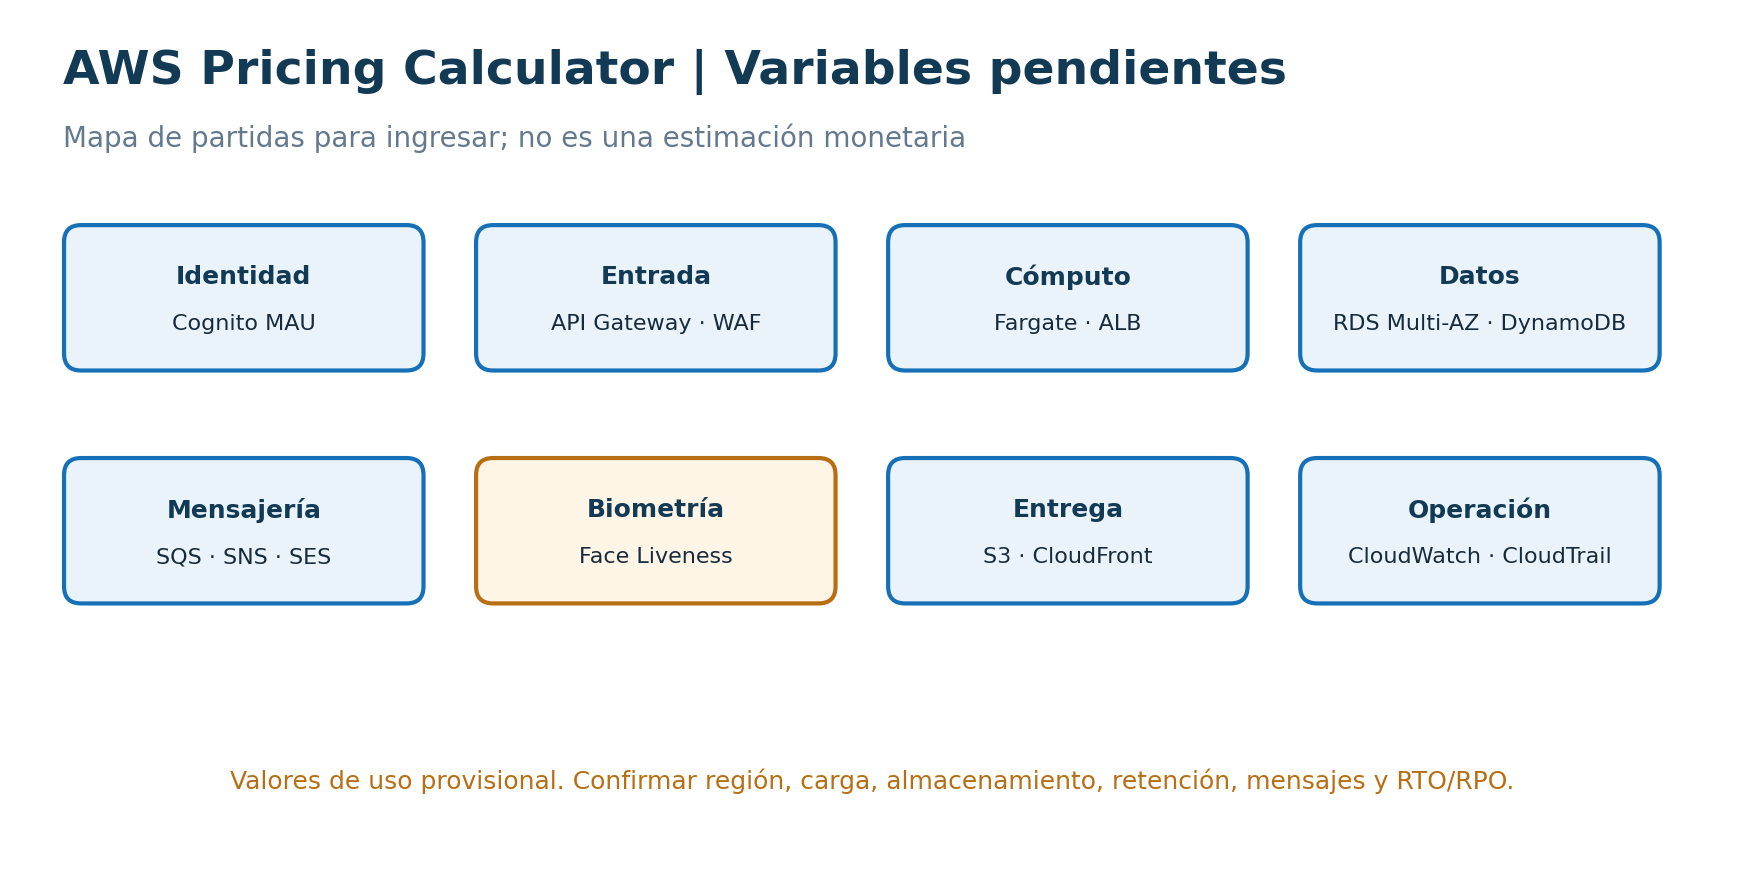 AWS Pricing Calculator | Variables pendientes
Mapa de partidas para ingresar; no es una estimación monetaria
Identidad
Cognito MAU
Entrada
API Gateway · WAF
Cómputo
Fargate · ALB
Datos
RDS Multi-AZ · DynamoDB
Mensajería
SQS · SNS · SES
Biometría
Face Liveness
Entrega
S3 · CloudFront
Operación
CloudWatch · CloudTrail
Valores de uso provisional. Confirmar región, carga, almacenamiento, retención, mensajes y RTO/RPO.